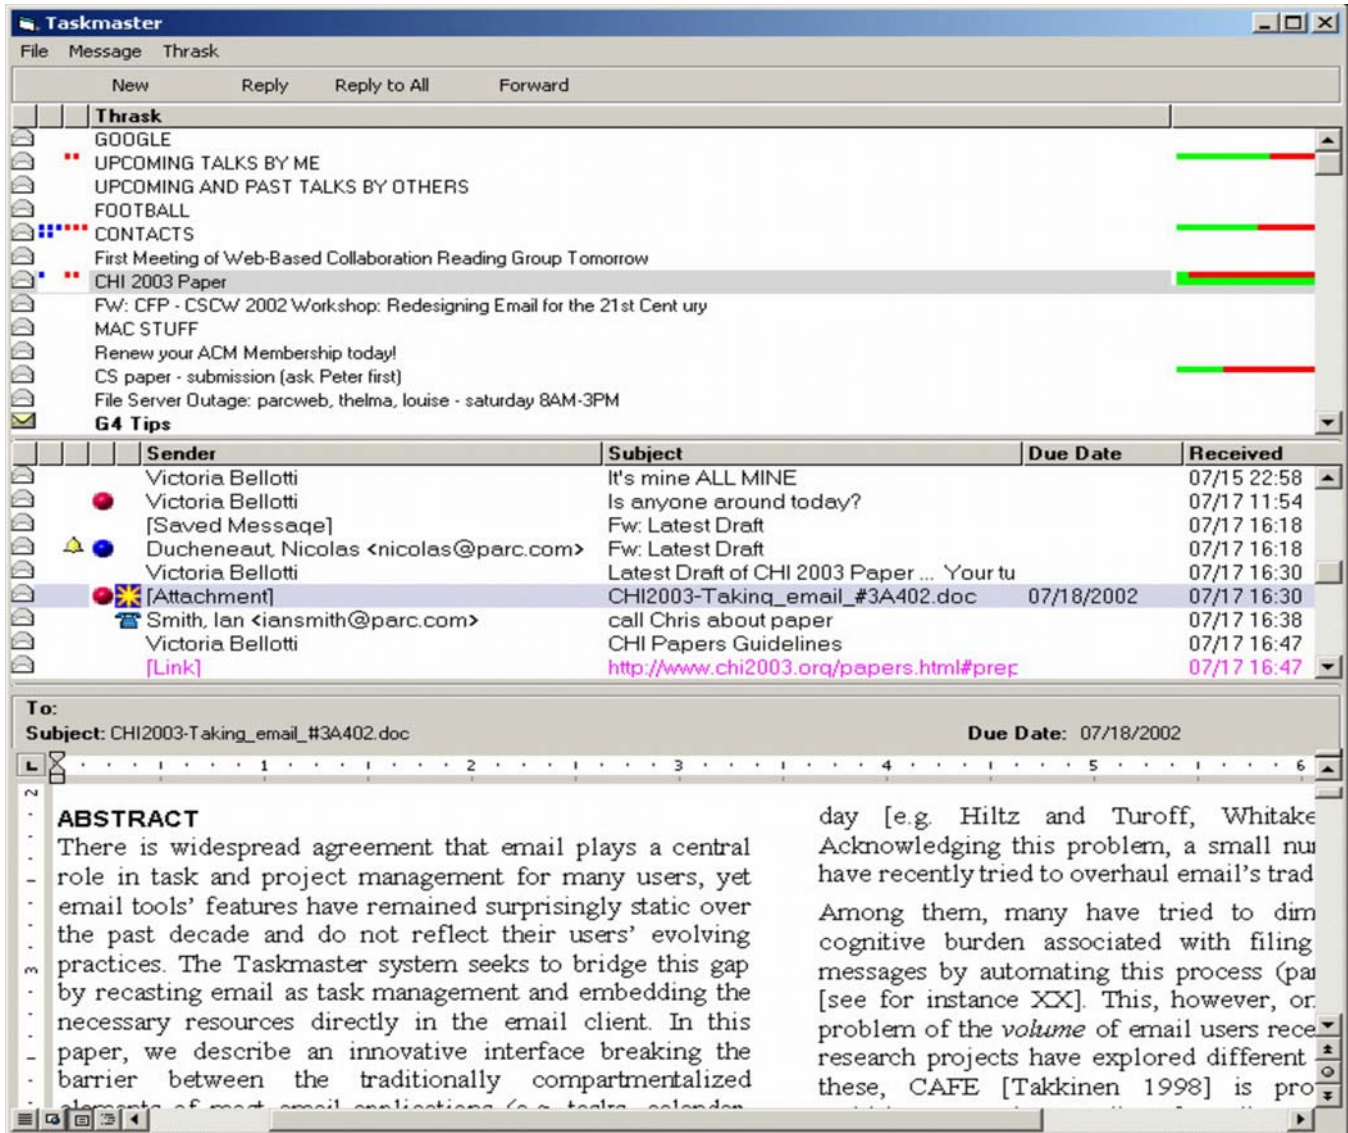 Taskmaster
File Message Thrask
New Reply Reply to All Forward
Thrask
GOOGLE
UPCOMING TALKS BY ME
UPCOMING AND PAST TALKS BY OTHERS
FOOTBALL
CONTACTS
First Meeting of Web-Based Collaboration Reading Group Tomorrow
CHI 2003 Paper
FW: CFP - CSCW 2002 Workshop: Redesigning Email for the 21st Cent ury
MAC STUFF
Renew your ACM Membership today!
CS paper - submission (ask Peter first)
File Server Outage: parcweb, thelma, louise - saturday 8AM-3PM
G4 Tips
Sender Subject Due Date Received
Victoria Bellotti It's mine ALL MINE 07/15 22:58
Victoria Bellotti Is anyone around today? 07/17 11:54
[Saved Message] Fw: Latest Draft 07/17 16:18
Ducheneaut, Nicolas <nicolas@parc.com> Fw: Latest Draft 07/17 16:18
Victoria Bellotti Latest Draft of CHI 2003 Paper ... Your tu 07/17 16:30
[Attachment] CHI2003-Taking_email_#3A402.doc 07/18/2002 07/17 16:30
Smith, Ian <iansmith@parc.com> call Chris about paper 07/17 16:38
Victoria Bellotti CHI Papers Guidelines 07/17 16:47
[Link] http://www.chi2003.org/papers.html#prep 07/17 16:47
To:
Subject: CHI2003-Taking_email_#3A402.doc Due Date: 07/18/2002
L 1 2 3 4 5 6
2
3
ABSTRACT
There is widespread agreement that email plays a central
role in task and project management for many users, yet
email tools' features have remained surprisingly static over
the past decade and do not reflect their users' evolving
practices. The Taskmaster system seeks to bridge this gap
by recasting email as task management and embedding the
necessary resources directly in the email client. In this
paper, we describe an innovative interface breaking the
barrier between the traditionally compartmentalized
elements of most email applications (e.g. tasks, calendar,
day [e.g. Hiltz and Turoff, Whitake
Acknowledging this problem, a small nu
have recently tried to overhaul email's trad
Among them, many have tried to dim
cognitive burden associated with filing
messages by automating this process (pa
[see for instance XX]. This, however, on
problem of the volume of email users rece
research projects have explored different
these, CAFE [Takkinen 1998] is pro